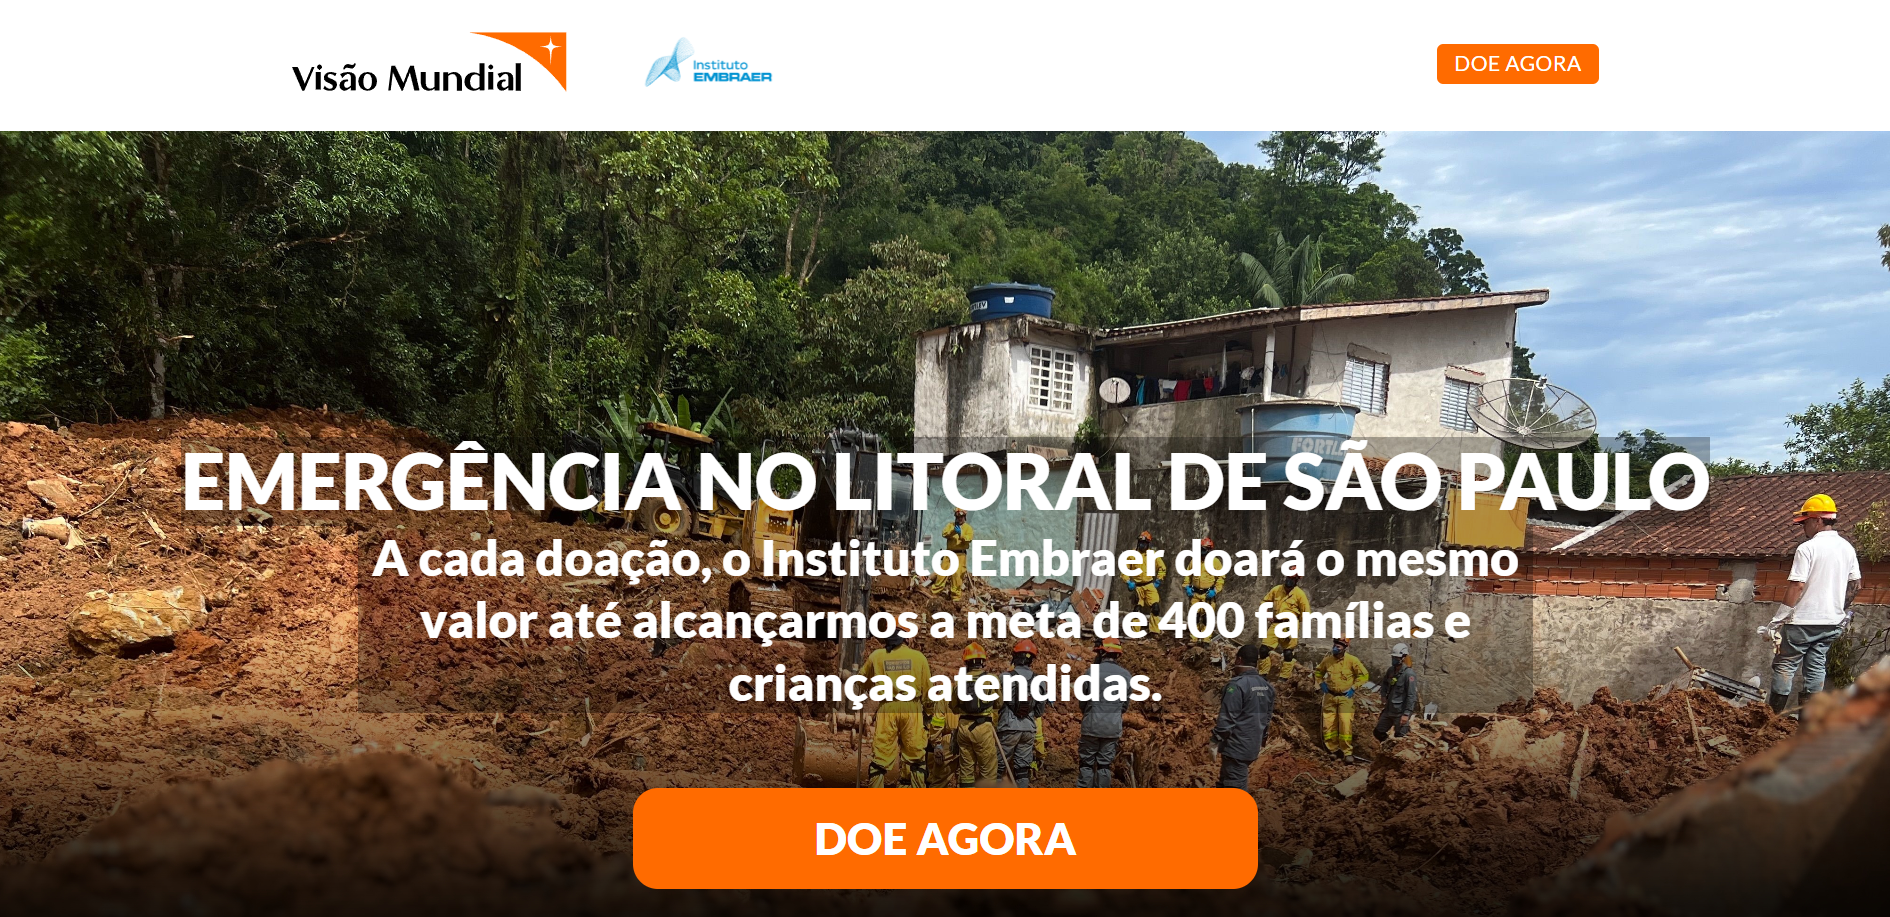 Visão Mundial
Instituto
EMBRAER
DOE AGORA
EMERGÊNCIA NO LITORAL DE SÃO PAULO
A cada doação, o Instituto Embraer doará o mesmo
valor até alcançarmos a meta de 400 famílias e
crianças atendidas.
DOE AGORA